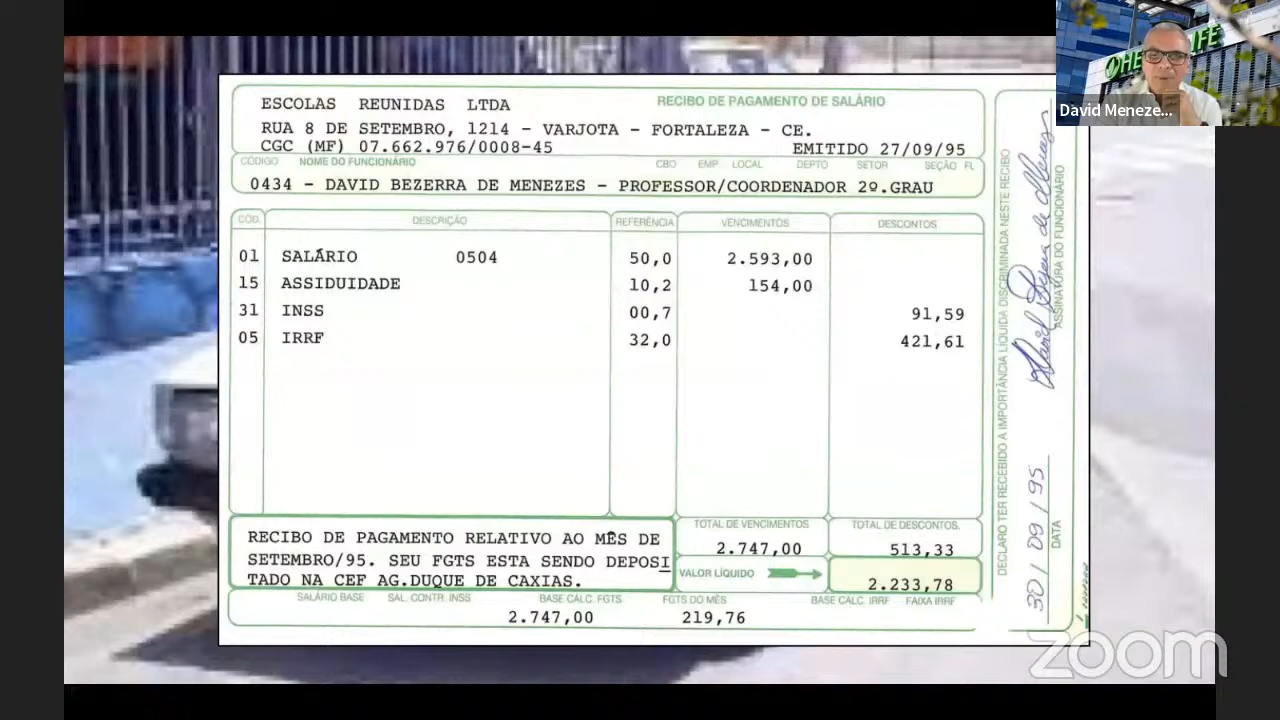 ESCOLAS REUNIDAS LTDA
RECIBO DE PAGAMENTO DE SALÁRIO
RUA 8 DE SETEMBRO, 1214 - VARJOTA - FORTALEZA - CE.
CGC (MF) 07.662.976/0008-45
EMITIDO 27/09/95
CÓDIGO NOME DO FUNCIONÁRIO CBO EMP LOCAL DEPTO SETOR SEÇÃO FL
0434 - DAVID BEZERRA DE MENEZES - PROFESSOR/COORDENADOR 2º.GRAU
COD. DESCRIÇÃO REFERÊNCIA VENCIMENTOS DESCONTOS
01 SALÁRIO 0504 50,0 2.593,00
15 ASSIDUIDADE 10,2 154,00
31 INSS 00,7 91,59
05 IRRF 32,0 421,61
RECIBO DE PAGAMENTO RELATIVO AO MÊS DE
SETEMBRO/95. SEU FGTS ESTA SENDO DEPOSI
TADO NA CEF AG.DUQUE DE CAXIAS.
TOTAL DE VENCIMENTOS TOTAL DE DESCONTOS.
2.747,00 513,33
VALOR LÍQUIDO 2.233,78
SALÁRIO BASE SAL. CONTR. INSS BASE CÁLC. FGTS FGTS DO MÊS BASE CÁLC. IRRF FAIXA IRRF
2.747,00 219,76
DECLARO TER RECEBIDO A IMPORTÂNCIA LÍQUIDA DISCRIMINADA NESTE RECIBO
30/09/95
DATA
David Bezerra de Menezes
ASSINATURA DO FUNCIONÁRIO
David Meneze...
zoom